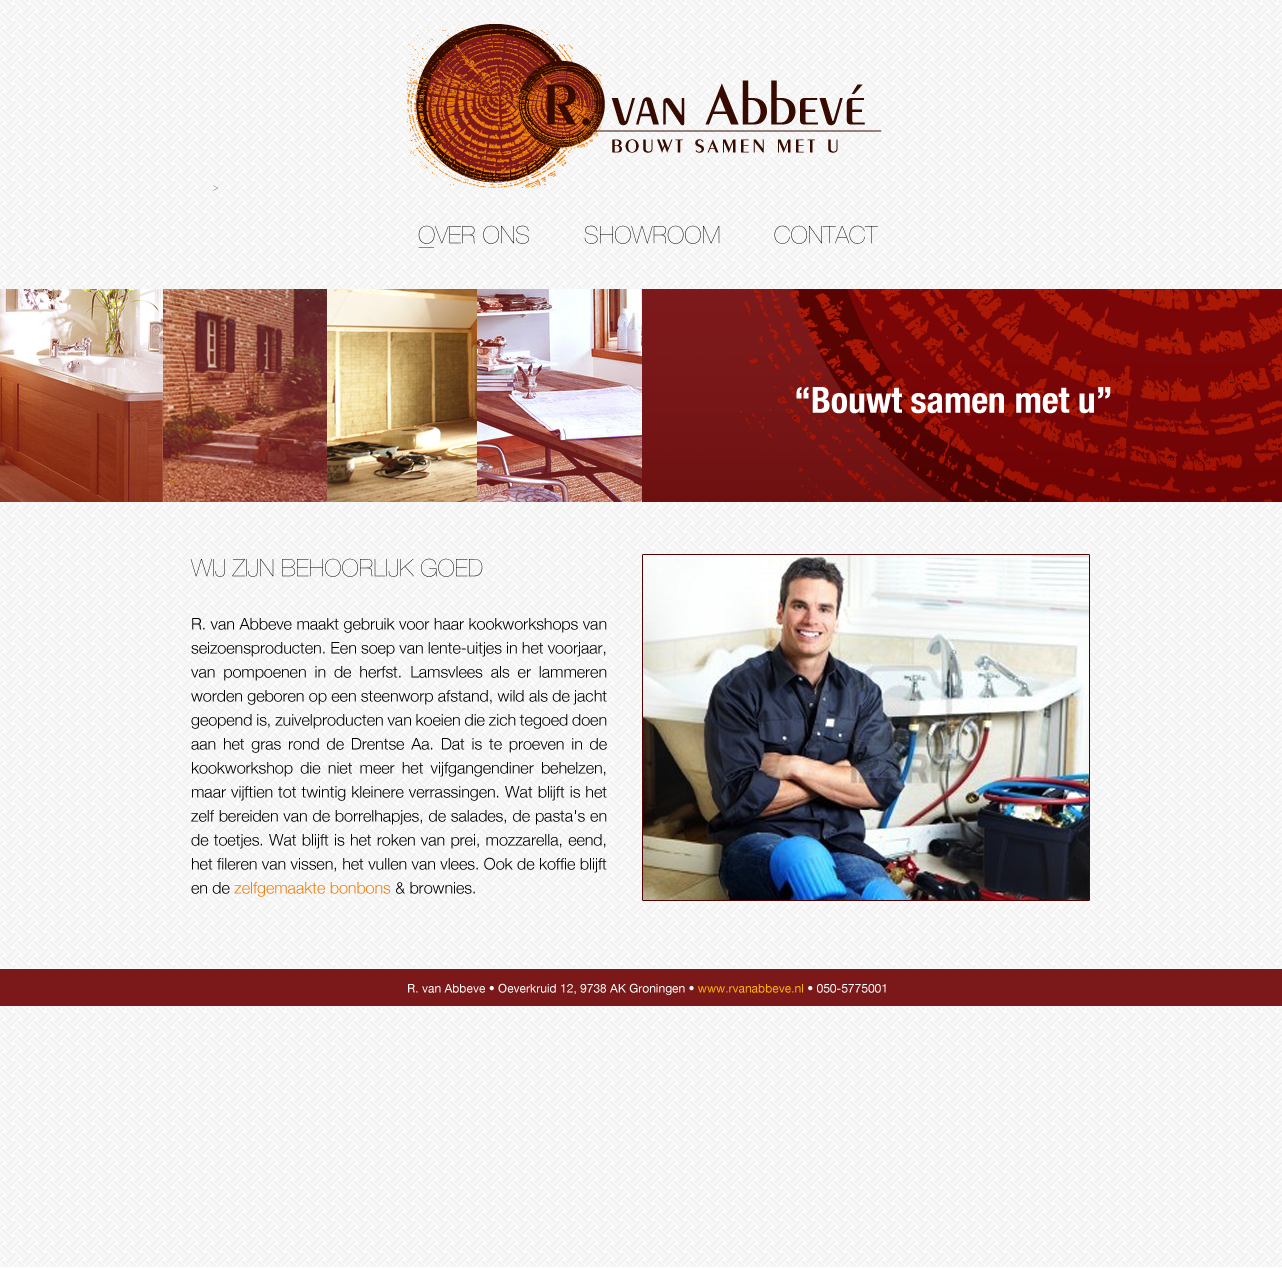 R. van Abbevé
BOUWT SAMEN MET U
>
OVER ONS SHOWROOM CONTACT
“Bouwt samen met u”
WIJ ZIJN BEHOORLIJK GOED
R. van Abbeve maakt gebruik voor haar kookworkshops van
seizoensproducten. Een soep van lente-uitjes in het voorjaar,
van pompoenen in de herfst. Lamsvlees als er lammeren
worden geboren op een steenworp afstand, wild als de jacht
geopend is, zuivelproducten van koeien die zich tegoed doen
aan het gras rond de Drentse Aa. Dat is te proeven in de
kookworkshop die niet meer het vijfgangendiner behelzen,
maar vijftien tot twintig kleinere verrassingen. Wat blijft is het
zelf bereiden van de borrelhapjes, de salades, de pasta's en
de toetjes. Wat blijft is het roken van prei, mozzarella, eend,
het fileren van vissen, het vullen van vlees. Ook de koffie blijft
en de zelfgemaakte bonbons & brownies.
R. van Abbeve • Oeverkruid 12, 9738 AK Groningen • www.rvanabbeve.nl • 050-5775001